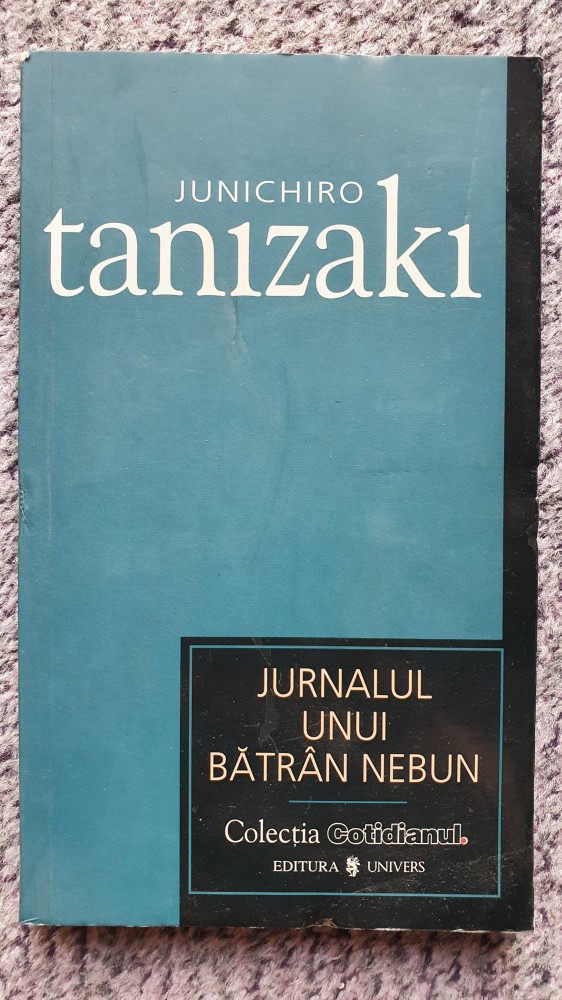 JUNICHIRO
tanızakı
JURNALUL
UNUI
BĂTRÂN NEBUN
Colecția Cotidianul.
EDITURA UNIVERS